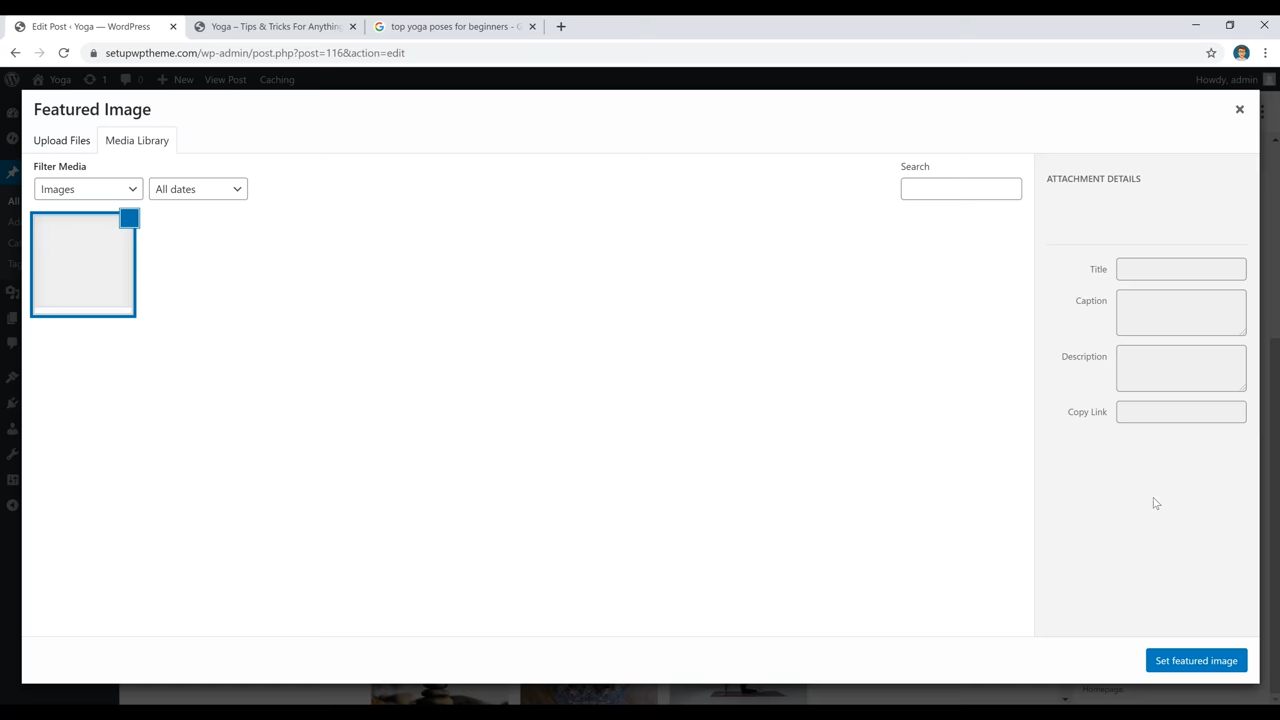 Edit Post ‹ Yoga — WordPress
Yoga – Tips & Tricks For Anything
top yoga poses for beginners - G
setupwptheme.com/wp-admin/post.php?post=116&action=edit
Yoga 1 0 New View Post Caching Howdy, admin
Featured Image
Upload Files Media Library
Filter Media Search
Images All dates
ATTACHMENT DETAILS
Title
Caption
Description
Copy Link
Set featured image
Homepage